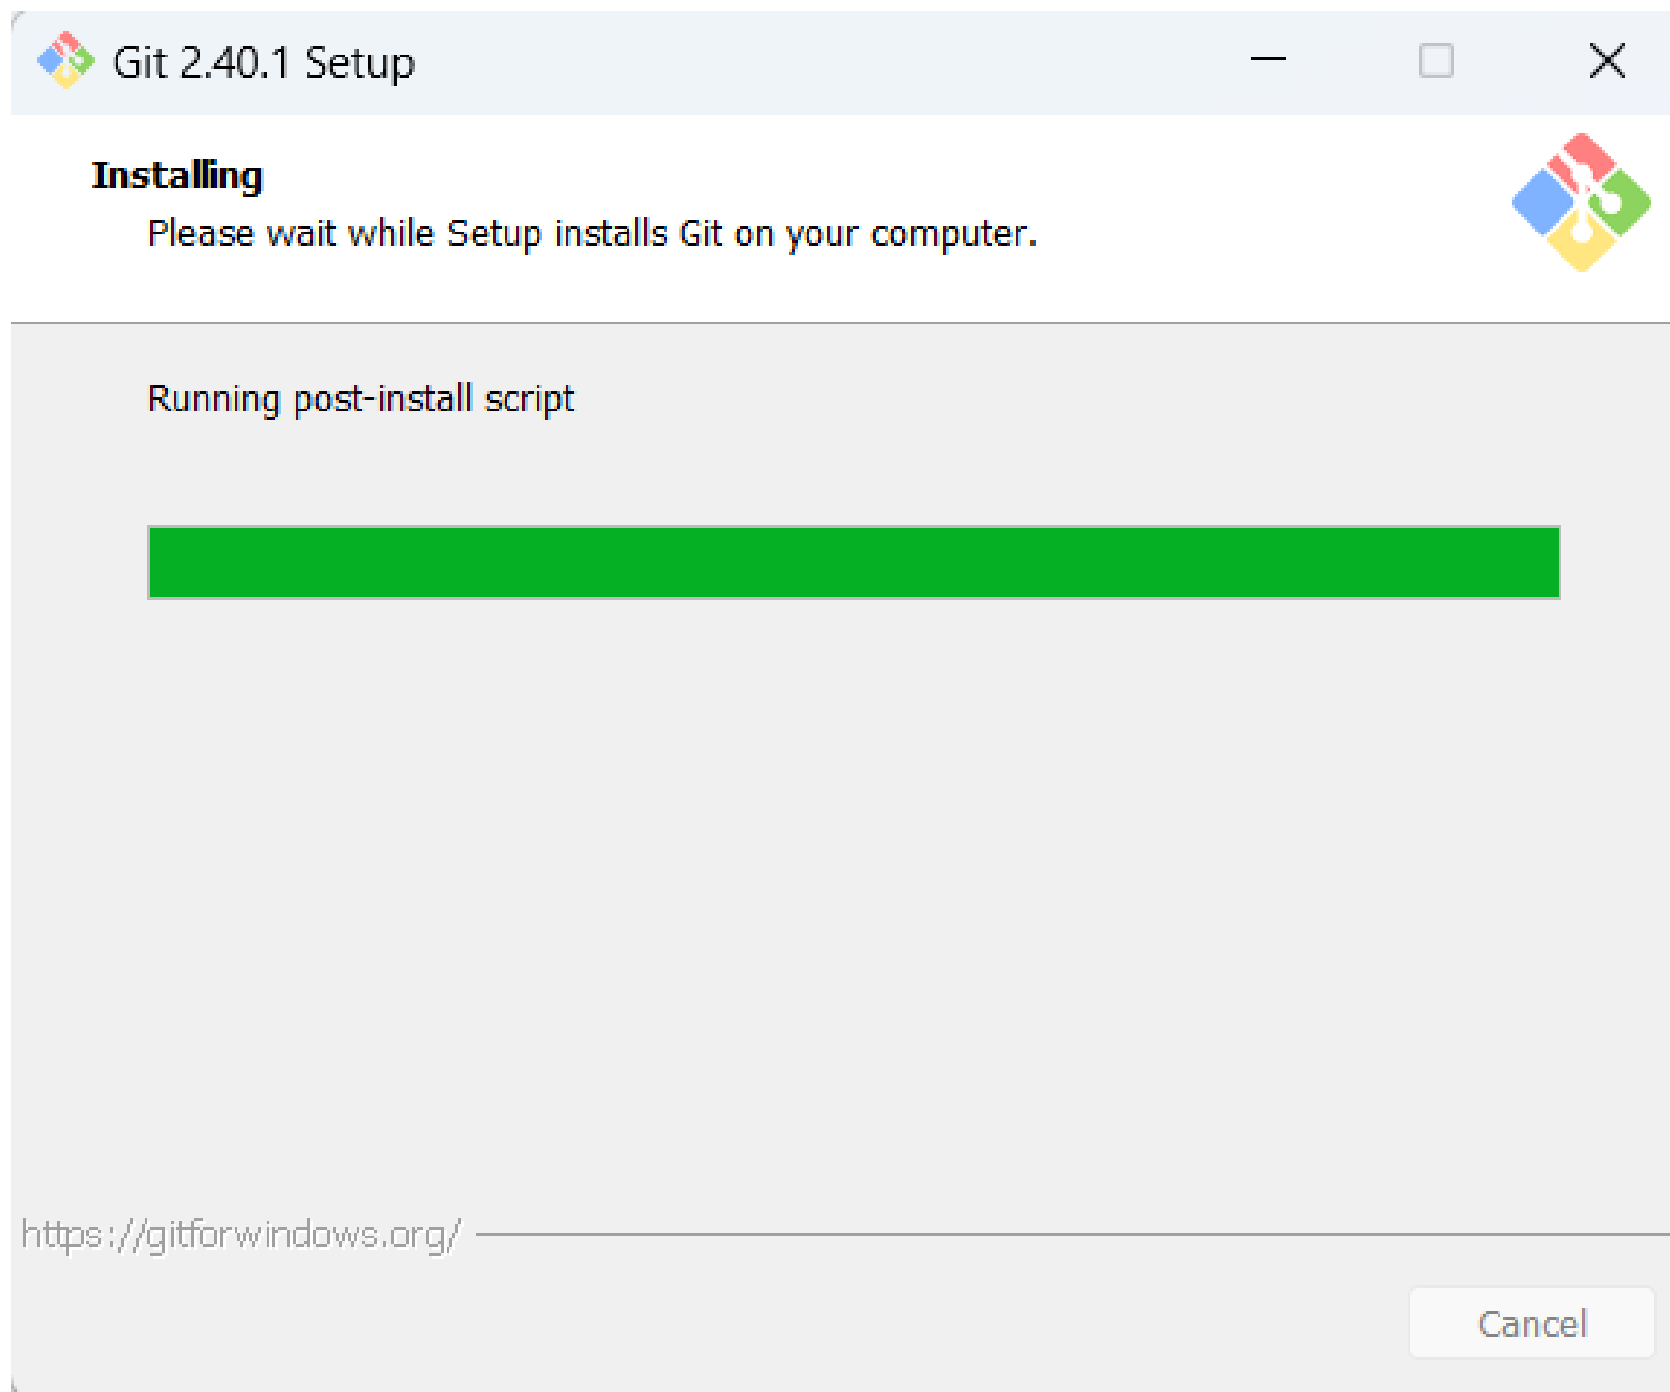 Git 2.40.1 Setup
Installing
Please wait while Setup installs Git on your computer.
Running post-install script
https://gitforwindows.org/
Cancel